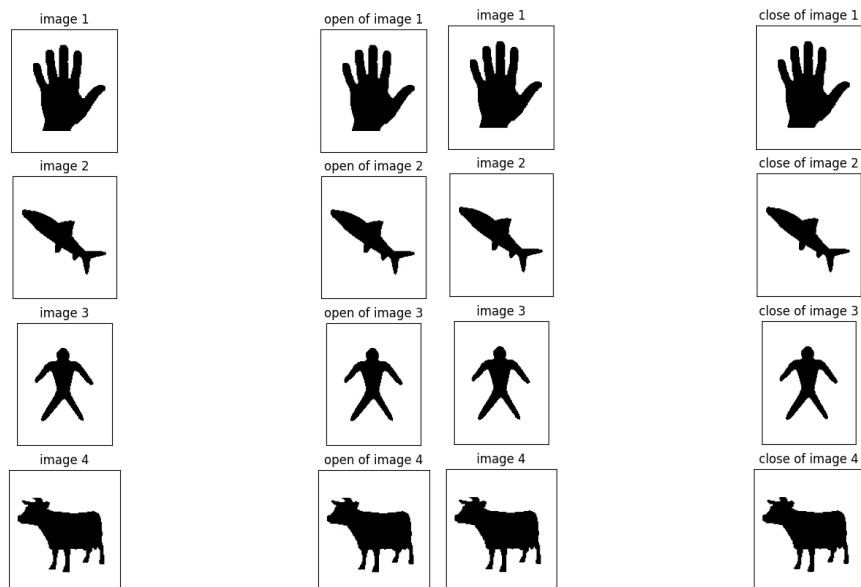 image 1
open of image 1
image 1
close of image 1
image 2
open of image 2
image 2
close of image 2
image 3
open of image 3
image 3
close of image 3
image 4
open of image 4
image 4
close of image 4